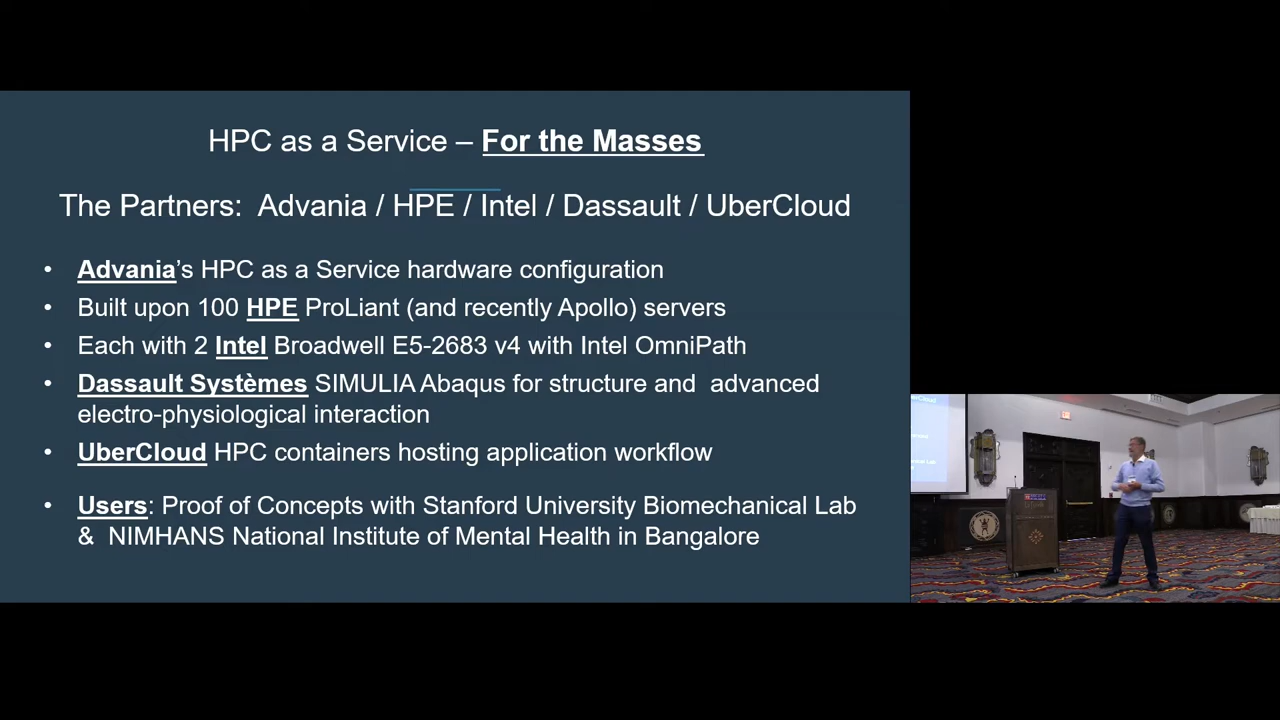 HPC as a Service – For the Masses
The Partners: Advania / HPE / Intel / Dassault / UberCloud
• Advania's HPC as a Service hardware configuration
• Built upon 100 HPE ProLiant (and recently Apollo) servers
• Each with 2 Intel Broadwell E5-2683 v4 with Intel OmniPath
• Dassault Systèmes SIMULIA Abaqus for structure and advanced
electro-physiological interaction
• UberCloud HPC containers hosting application workflow
• Users: Proof of Concepts with Stanford University Biomechanical Lab
& NIMHANS National Institute of Mental Health in Bangalore